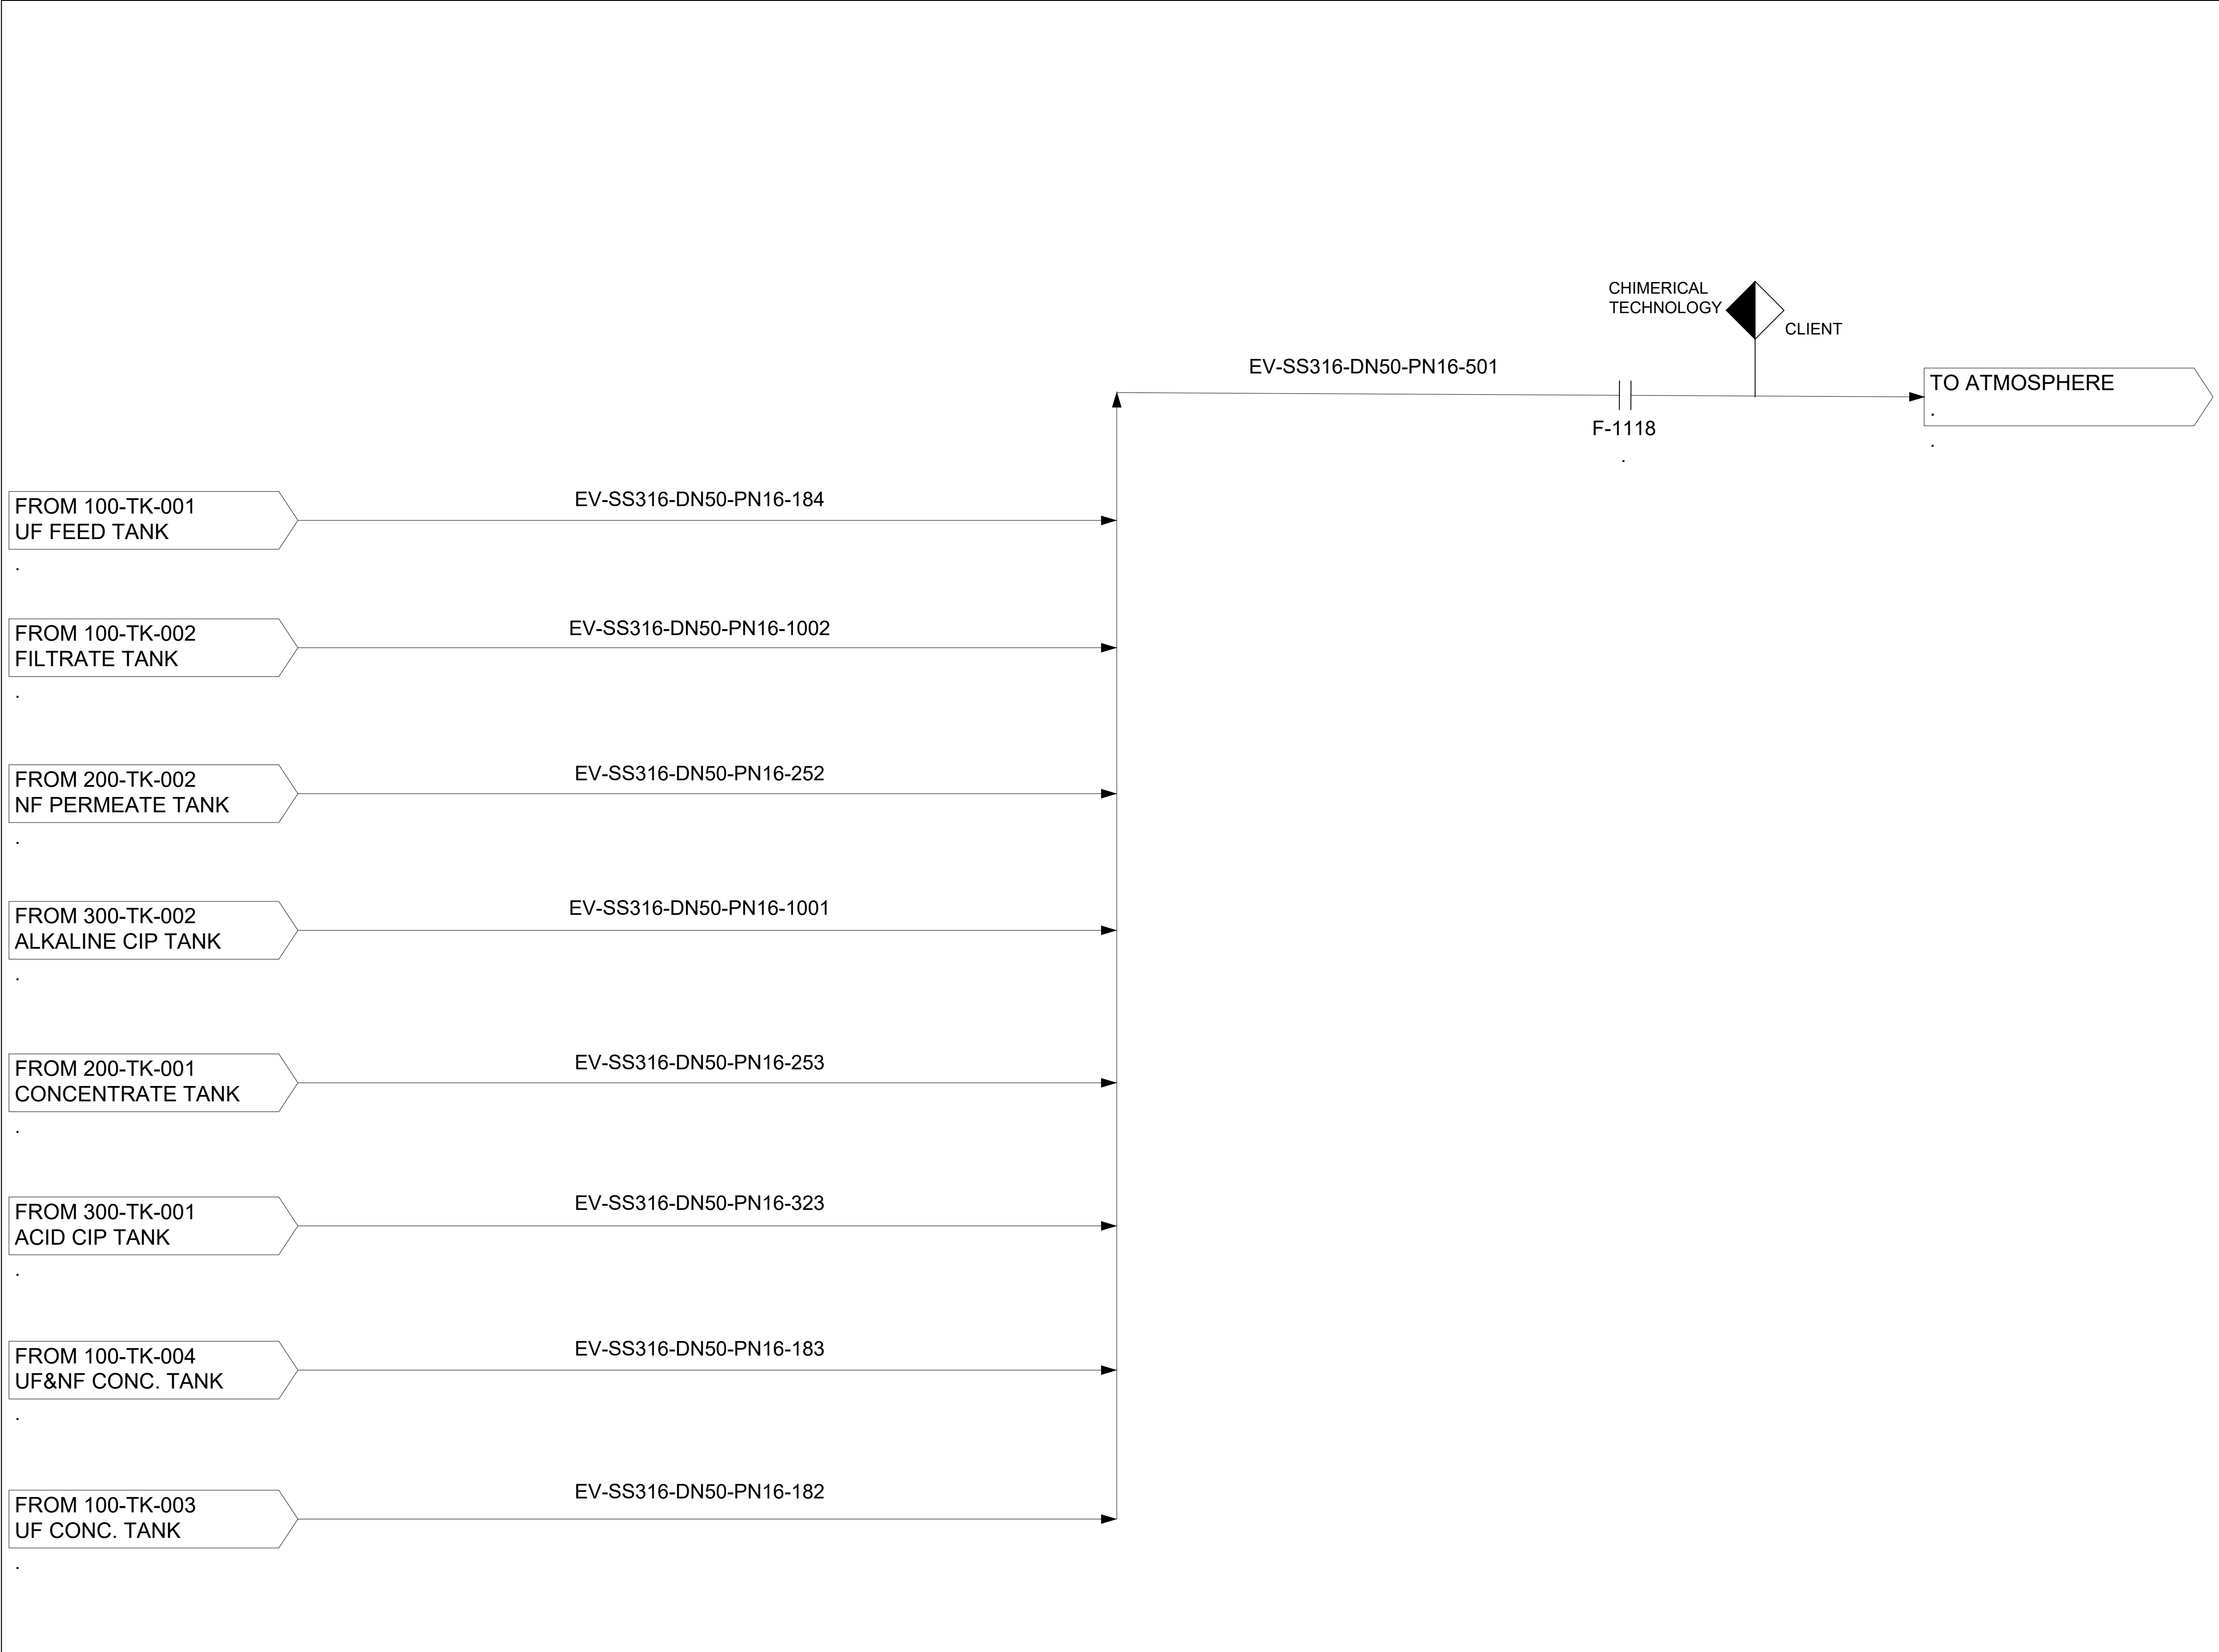 CHIMERICAL
TECHNOLOGY
CLIENT
EV-SS316-DN50-PN16-501
TO ATMOSPHERE
.
.
F-1118
.
FROM 100-TK-001
UF FEED TANK
.
EV-SS316-DN50-PN16-184
FROM 100-TK-002
FILTRATE TANK
.
EV-SS316-DN50-PN16-1002
FROM 200-TK-002
NF PERMEATE TANK
.
EV-SS316-DN50-PN16-252
FROM 300-TK-002
ALKALINE CIP TANK
.
EV-SS316-DN50-PN16-1001
FROM 200-TK-001
CONCENTRATE TANK
.
EV-SS316-DN50-PN16-253
FROM 300-TK-001
ACID CIP TANK
.
EV-SS316-DN50-PN16-323
FROM 100-TK-004
UF&NF CONC. TANK
.
EV-SS316-DN50-PN16-183
FROM 100-TK-003
UF CONC. TANK
.
EV-SS316-DN50-PN16-182